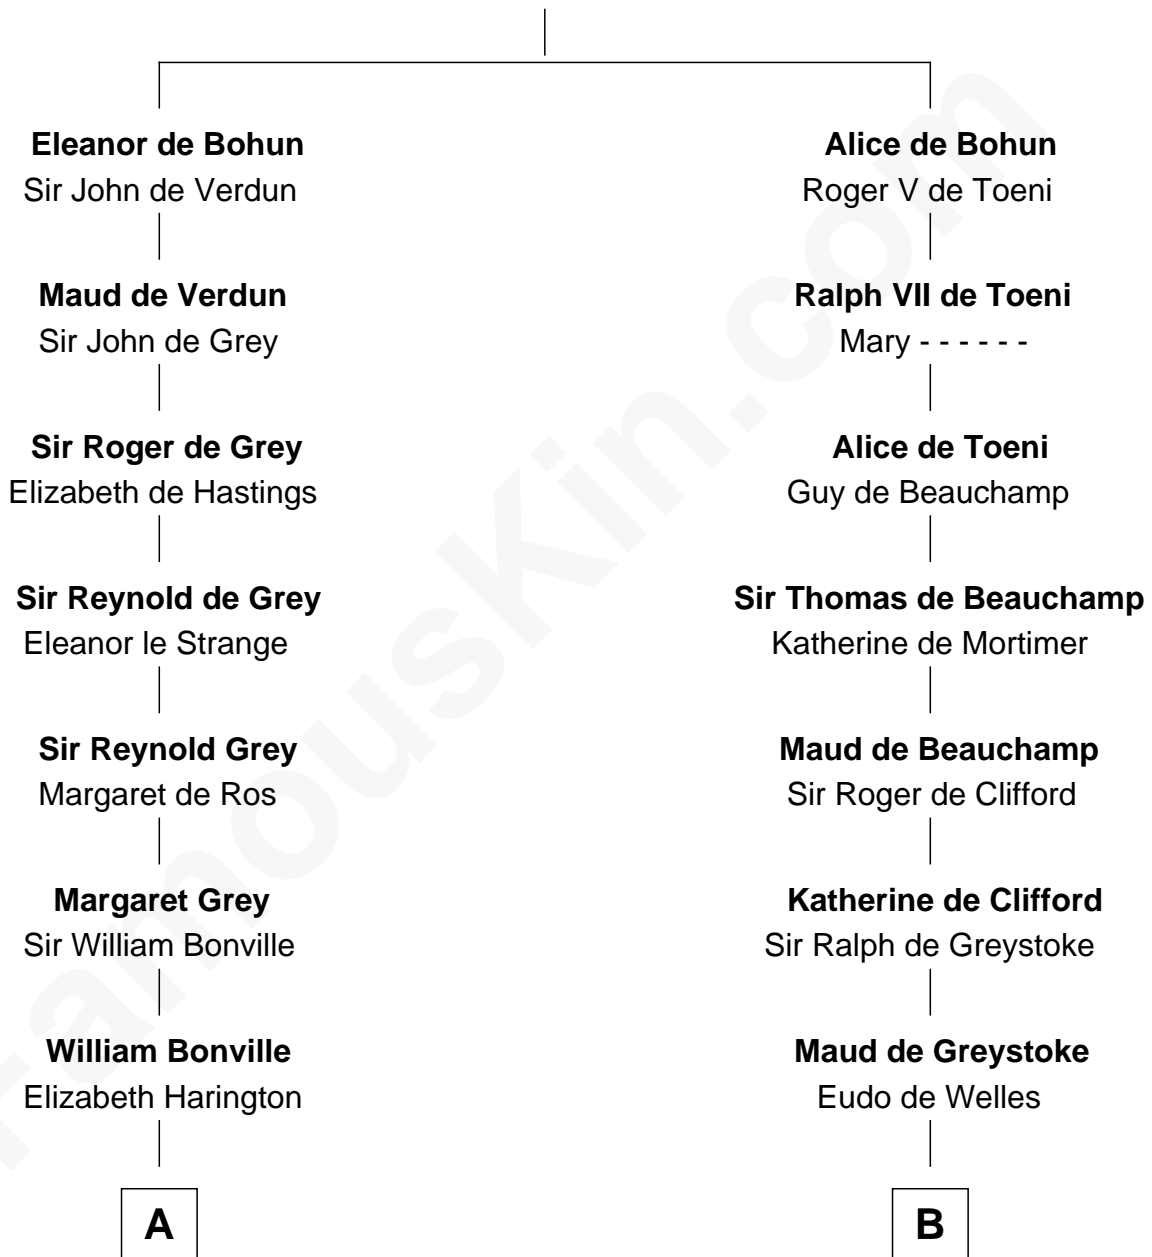 Eleanor de Bohun
Sir John de Verdun
Maud de Verdun
Sir John de Grey
Sir Roger de Grey
Elizabeth de Hastings
Sir Reynold de Grey
Eleanor le Strange
Sir Reynold Grey
Margaret de Ros
Margaret Grey
Sir William Bonville
William Bonville
Elizabeth Harington
A
Alice de Bohun
Roger V de Toeni
Ralph VII de Toeni
Mary - - - - - -
Alice de Toeni
Guy de Beauchamp
Sir Thomas de Beauchamp
Katherine de Mortimer
Maud de Beauchamp
Sir Roger de Clifford
Katherine de Clifford
Sir Ralph de Greystoke
Maud de Greystoke
Eudo de Welles
B
FamousKin.com